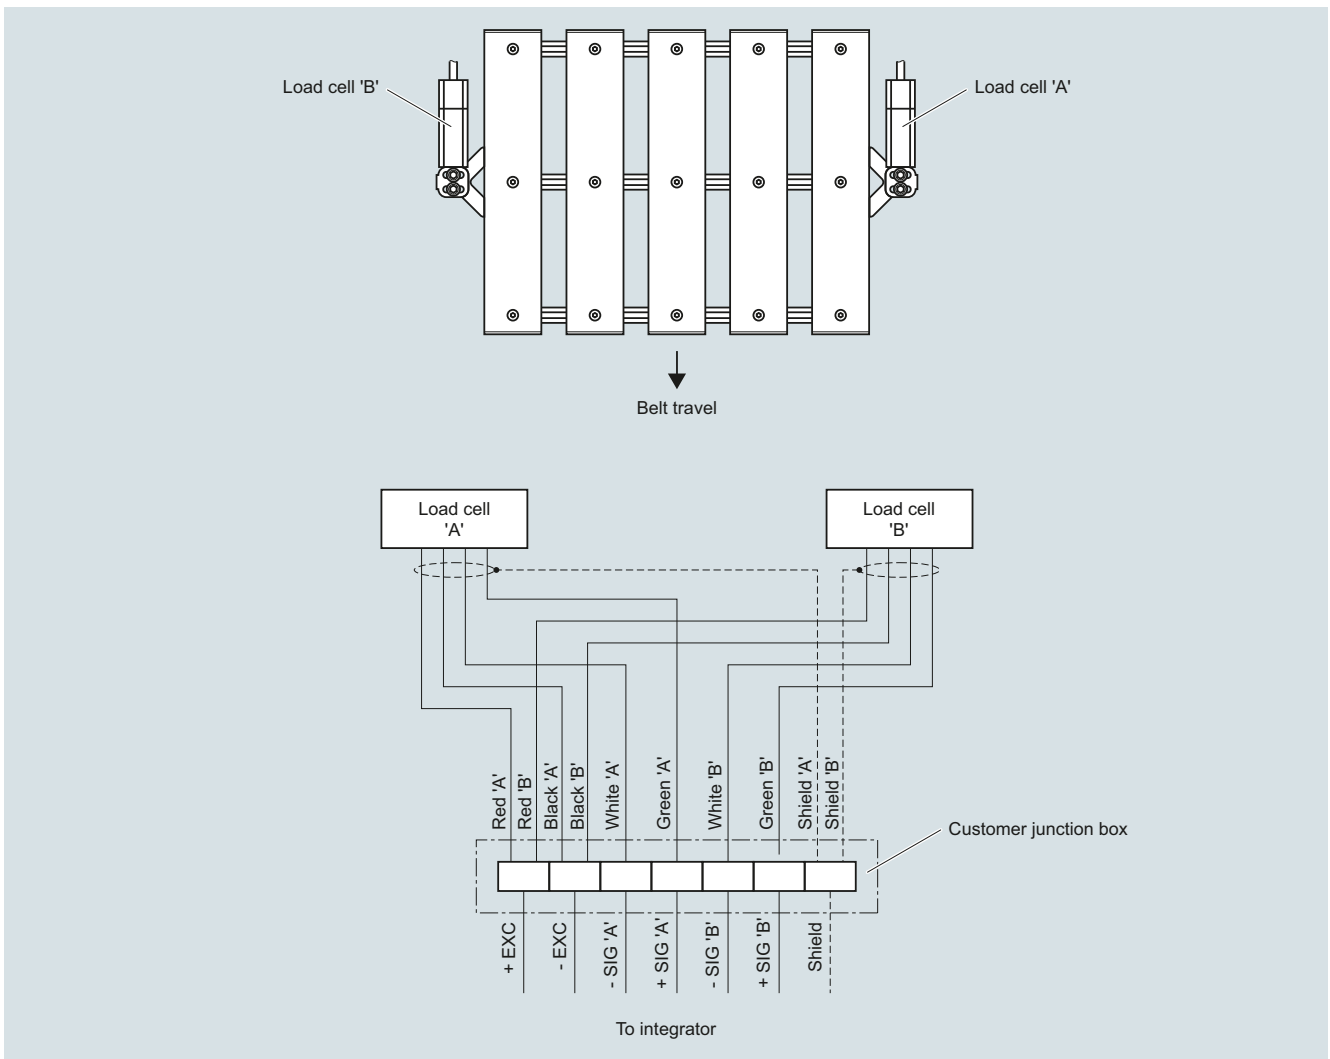 Load cell 'B'
Load cell 'A'
Belt travel
Load cell
'A'
Load cell
'B'
Red 'A'
Red 'B'
Black 'A'
Black 'B'
White 'A'
Green 'A'
White 'B'
Green 'B'
Shield 'A'
Shield 'B'
Customer junction box
+ EXC
- EXC
- SIG 'A'
+ SIG 'A'
- SIG 'B'
+ SIG 'B'
Shield
To integrator